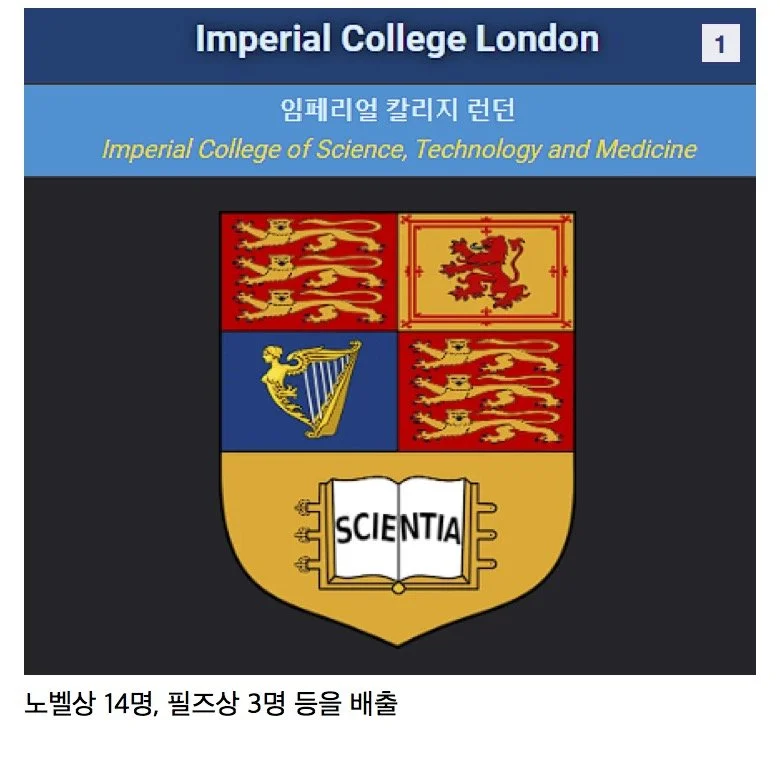 Imperial College London
1
임페리얼 칼리지 런던
Imperial College of Science, Technology and Medicine
SCIENTIA
노벨상 14명, 필즈상 3명 등을 배출